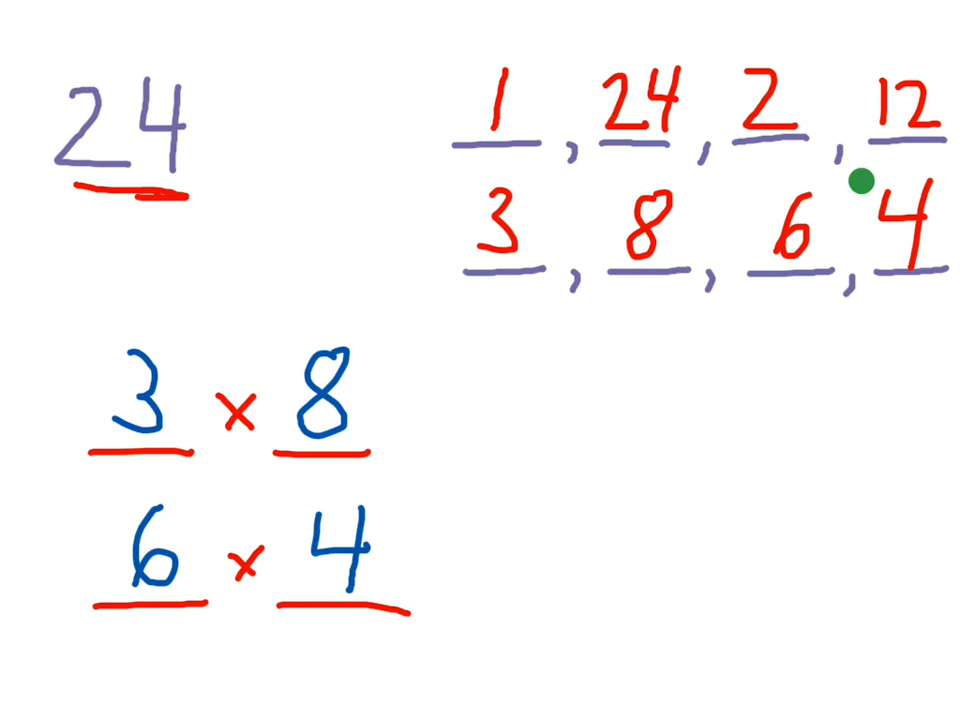 24
1, 24, 2, 12
3, 8, 6, 4
3 x 8
6 x 4